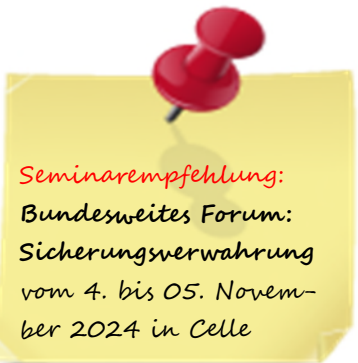 Seminarempfehlung:
Bundesweites Forum:
Sicherungsverwahrung
vom 4. bis 05. Novem-
ber 2024 in Celle